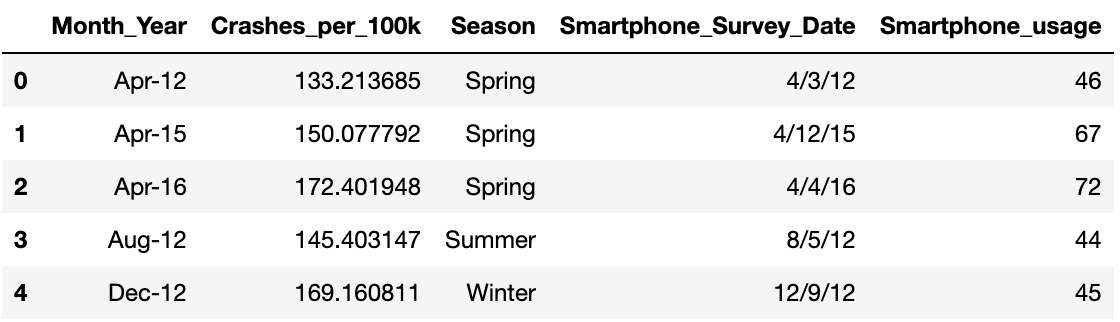 Month_Year Crashes_per_100k Season Smartphone_Survey_Date Smartphone_usage
0 Apr-12 133.213685 Spring 4/3/12 46
1 Apr-15 150.077792 Spring 4/12/15 67
2 Apr-16 172.401948 Spring 4/4/16 72
3 Aug-12 145.403147 Summer 8/5/12 44
4 Dec-12 169.160811 Winter 12/9/12 45